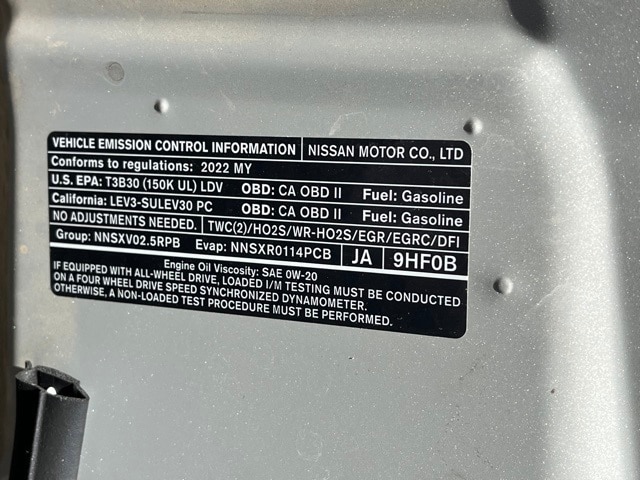 VEHICLE EMISSION CONTROL INFORMATION NISSAN MOTOR CO., LTD
Conforms to regulations: 2022 MY
U.S. EPA: T3B30 (150K UL) LDV OBD: CA OBD II Fuel: Gasoline
California: LEV3-SULEV30 PC OBD: CA OBD II Fuel: Gasoline
NO ADJUSTMENTS NEEDED. TWC(2)/HO2S/WR-HO2S/EGR/EGRC/DFI
Group: NNSXV02.5RPB Evap: NNSXR0114PCB JA 9HF0B
Engine Oil Viscosity: SAE 0W-20
IF EQUIPPED WITH ALL-WHEEL DRIVE, LOADED I/M TESTING MUST BE CONDUCTED
ON A FOUR WHEEL DRIVE SPEED SYNCHRONIZED DYNAMOMETER.
OTHERWISE, A NON-LOADED TEST PROCEDURE MUST BE PERFORMED.